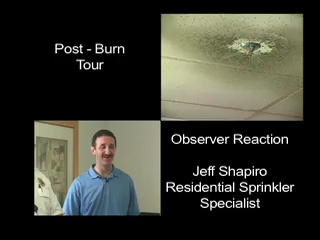 Post - Burn
Tour
Observer Reaction
Jeff Shapiro
Residential Sprinkler
Specialist